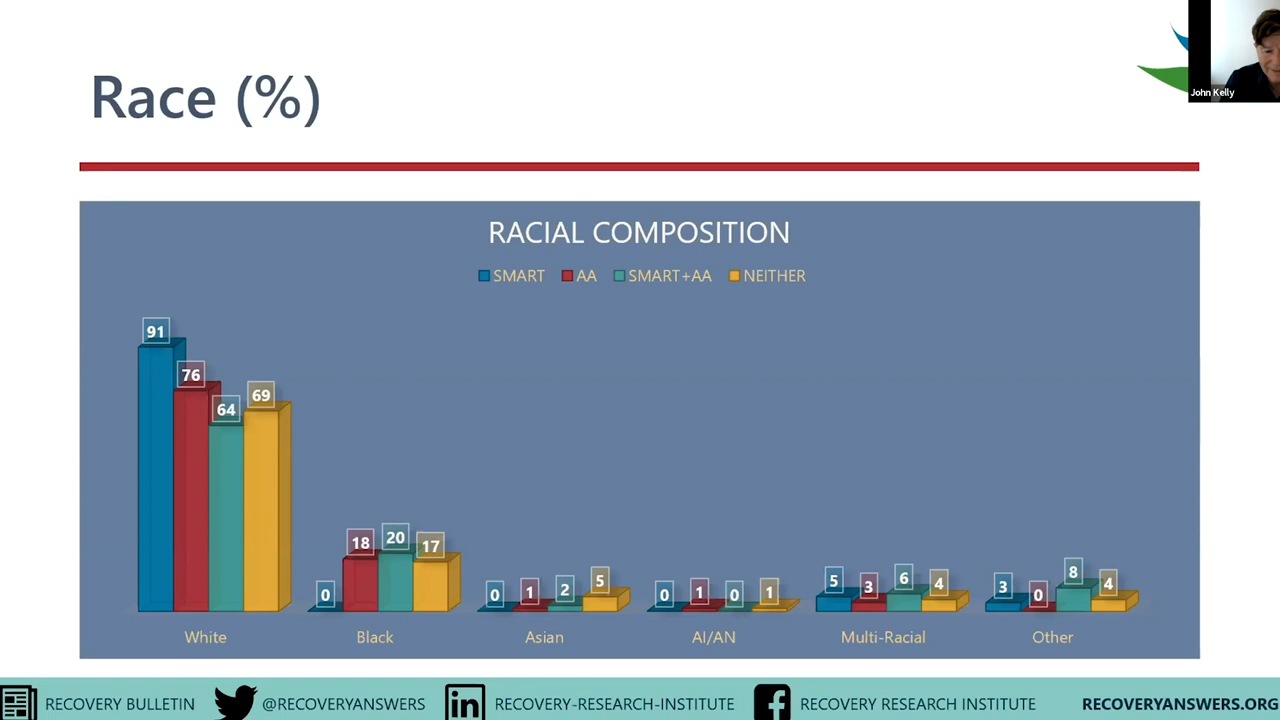 Race (%)
John Kelly
RACIAL COMPOSITION
SMART AA SMART+AA NEITHER
91 76 64 69
0 18 20 17
0 1 2 5
0 1 0 1
5 3 6 4
3 0 8 4
White Black Asian AI/AN Multi-Racial Other
RECOVERY BULLETIN @RECOVERYANSWERS in RECOVERY-RESEARCH-INSTITUTE f RECOVERY RESEARCH INSTITUTE RECOVERYANSWERS.ORG